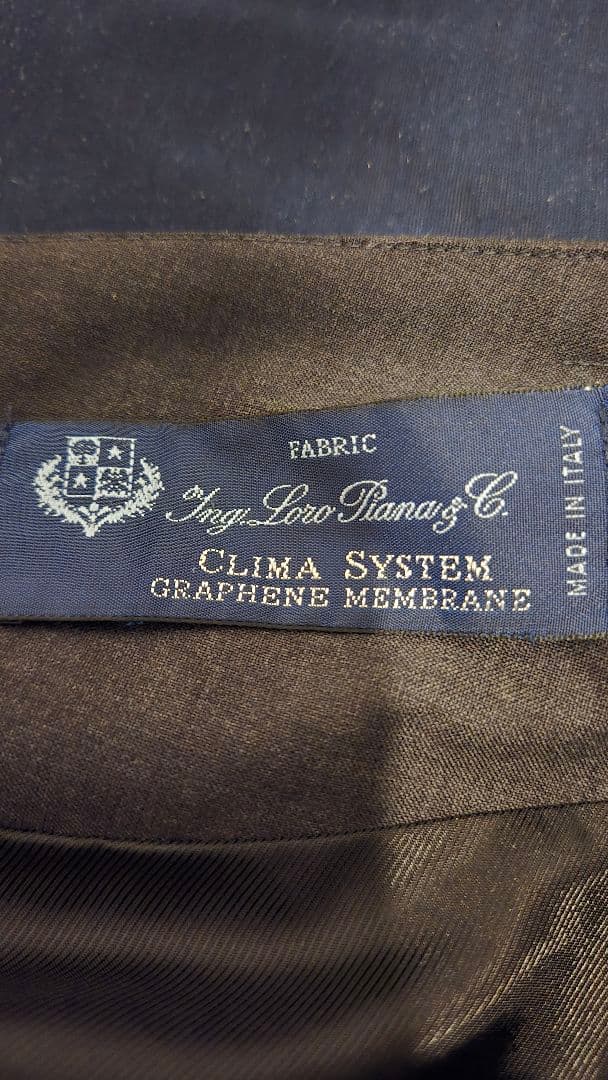 FABRIC
Ing. Loro Piana & C.
CLIMA SYSTEM
GRAPHENE MEMBRANE
MADE IN ITALY